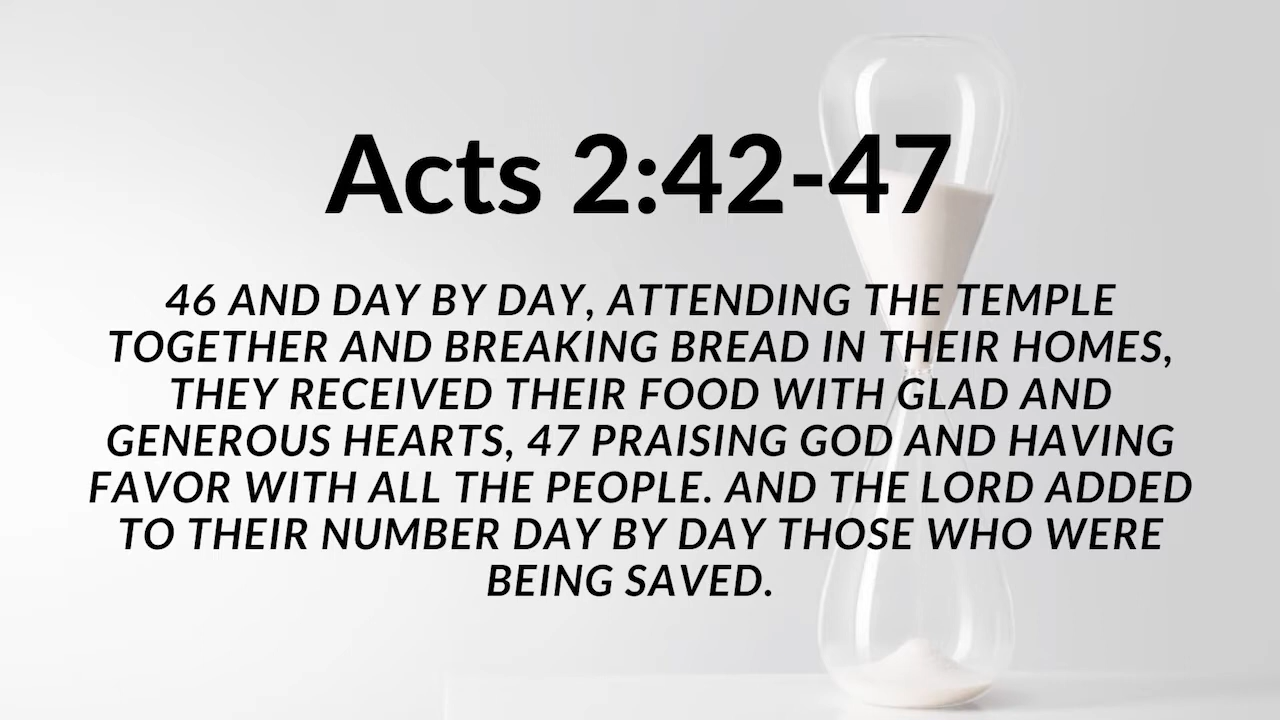 Acts 2:42-47
46 AND DAY BY DAY, ATTENDING THE TEMPLE
TOGETHER AND BREAKING BREAD IN THEIR HOMES,
THEY RECEIVED THEIR FOOD WITH GLAD AND
GENEROUS HEARTS, 47 PRAISING GOD AND HAVING
FAVOR WITH ALL THE PEOPLE. AND THE LORD ADDED
TO THEIR NUMBER DAY BY DAY THOSE WHO WERE
BEING SAVED.